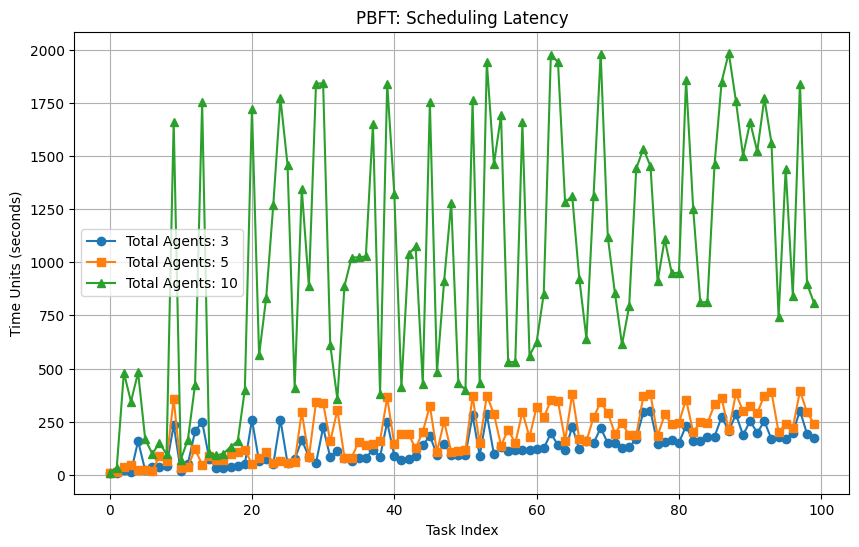 PBFT: Scheduling Latency
2000
1750
1500
1250
1000
750
500
250
0
Time Units (seconds)
Total Agents: 3
Total Agents: 5
Total Agents: 10
0 20 40 60 80 100
Task Index